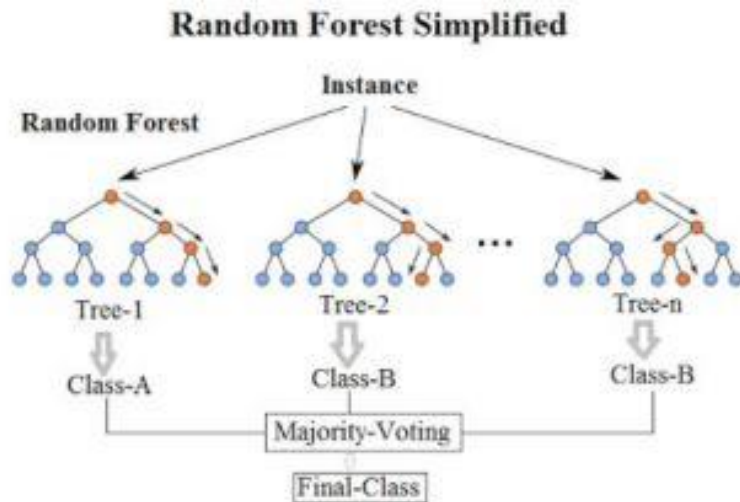 Random Forest Simplified
Instance
Random Forest
...
Tree-1
Tree-2
Tree-n
Class-A
Class-B
Class-B
Majority-Voting
Final-Class